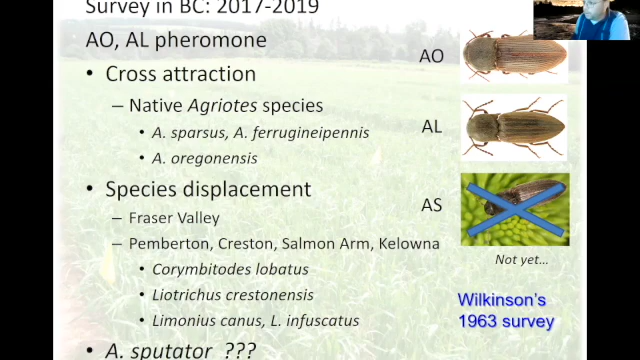 Survey in BC: 2017-2019
AO, AL pheromone
• Cross attraction
– Native Agriotes species
• A. sparsus, A. ferrugineipennis
• A. oregonensis
• Species displacement
– Fraser Valley
– Pemberton, Creston, Salmon Arm, Kelowna
• Corymbitodes lobatus
• Liotrichus crestonensis
• Limonius canus, L. infuscatus
• A. sputator ???
AO
AL
AS
Not yet...
Wilkinson's
1963 survey